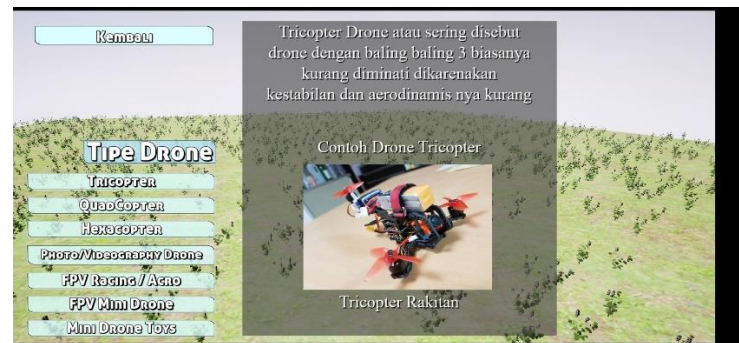 Kembali
Tipe Drone
Tricopter
QuadCopter
Hexacopter
Photo/Videography Drone
FPV Racing / Acro
FPV Mini Drone
Mini Drone Toys
Tricopter Drone atau sering disebut
drone dengan baling baling 3 biasanya
kurang diminati dikarenakan
kestabilan dan aerodinamis nya kurang
Contoh Drone Tricopter
Tricopter Rakitan